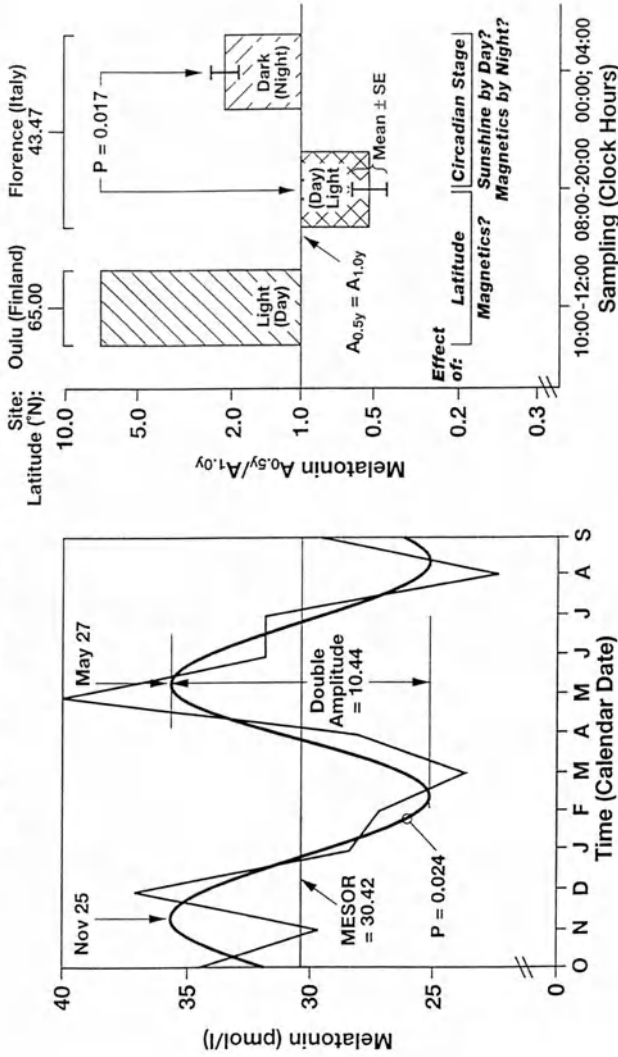 Melatonin (pmol/l)
40
35
30
25
0
Nov 25
May 27
MESOR
= 30.42
Double
Amplitude
= 10.44
P = 0.024
O N D J F M A M J J A S
Time (Calendar Date)
Site: Oulu (Finland) Florence (Italy)
Latitude (°N): 65.00 43.47
Melatonin A0.5y/A1.0y
10.0
5.0
2.0
1.0
0.5
0.2
0.3
P = 0.017
Light
(Day)
(Day)
Light
Dark
(Night)
Mean ± SE
A0.5y = A1.0y
Effect
of:
Latitude
Magnetics?
Circadian Stage
Sunshine by Day?
Magnetics by Night?
10:00-12:00 08:00-20:00 00:00; 04:00
Sampling (Clock Hours)